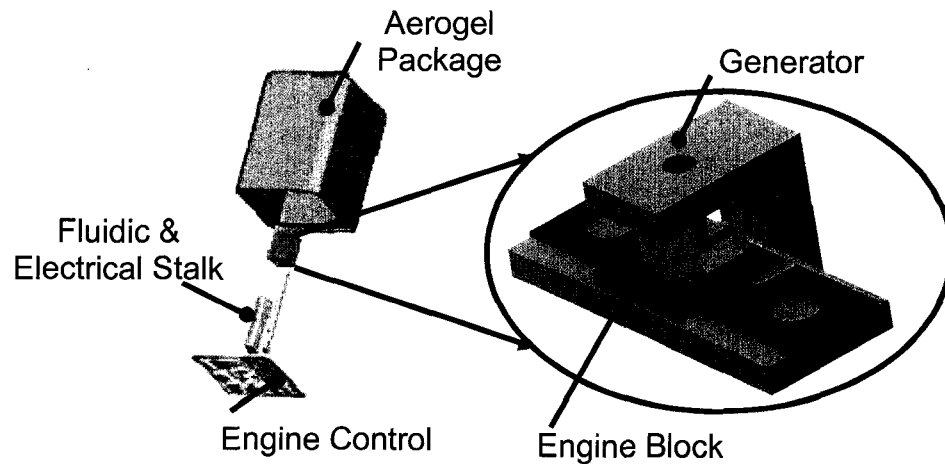 Aerogel
Package
Generator
Fluidic &
Electrical Stalk
Engine Control
Engine Block